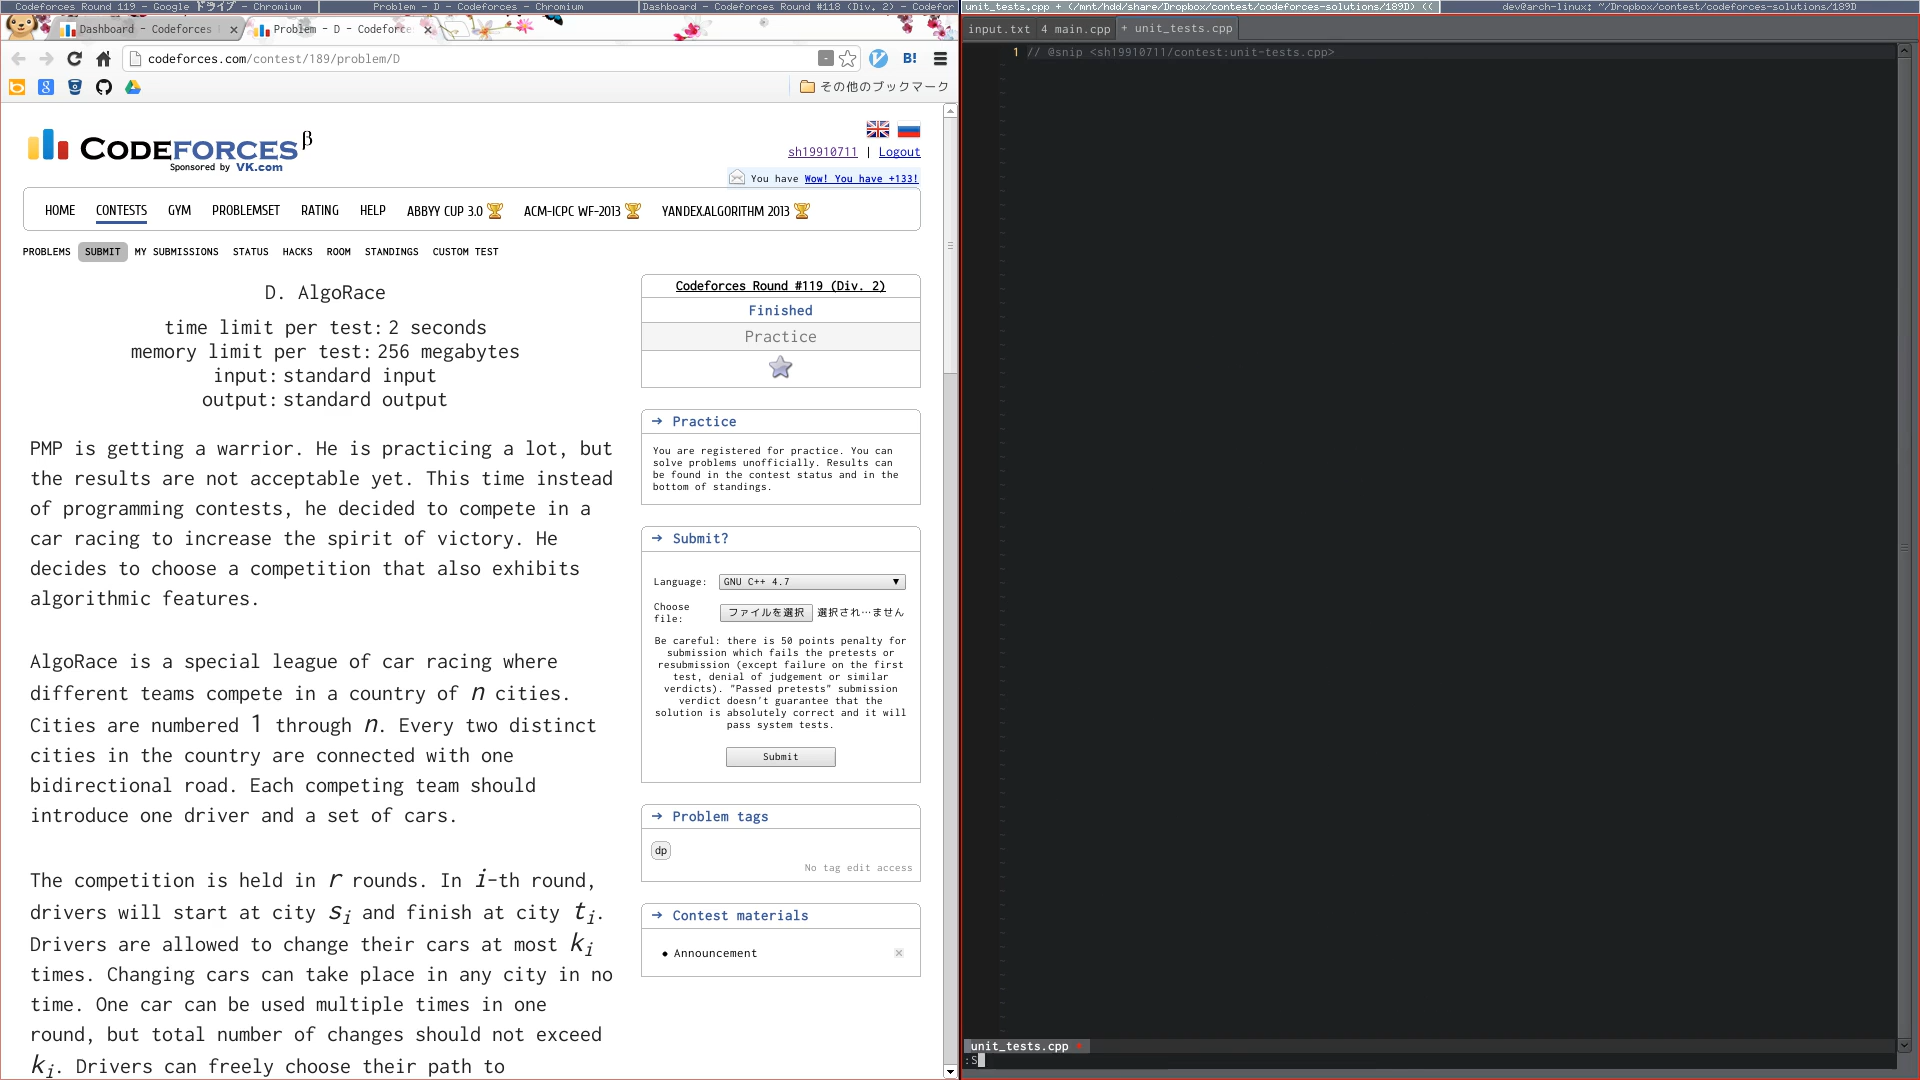 Codeforces Round 119 - Google ドライブ - Chromium
Problem - D - Codeforces - Chromium
Dashboard - Codeforces Round #118 (Div. 2) - Codefor
unit_tests.cpp + (/mnt/hdd/share/Dropbox/contest/codeforces-solutions/189D) ((
dev@arch-linux: ~/Dropbox/contest/codeforces-solutions/189D
Dashboard - Codeforces
Problem - D - Codeforce
input.txt 4 main.cpp + unit_tests.cpp
codeforces.com/contest/189/problem/D
B!
その他のブックマーク
1 // @snip <sh19910711/contest:unit-tests.cpp>
CODEFORCES β
Sponsored by VK.com
sh19910711 | Logout
You have Wow! You have +133!
HOME CONTESTS GYM PROBLEMSET RATING HELP ABBYY CUP 3.0 ACM-ICPC WF-2013 YANDEX.ALGORITHM 2013
PROBLEMS SUBMIT MY SUBMISSIONS STATUS HACKS ROOM STANDINGS CUSTOM TEST
D. AlgoRace
time limit per test: 2 seconds
memory limit per test: 256 megabytes
input: standard input
output: standard output
PMP is getting a warrior. He is practicing a lot, but
the results are not acceptable yet. This time instead
of programming contests, he decided to compete in a
car racing to increase the spirit of victory. He
decides to choose a competition that also exhibits
algorithmic features.
AlgoRace is a special league of car racing where
different teams compete in a country of n cities.
Cities are numbered 1 through n. Every two distinct
cities in the country are connected with one
bidirectional road. Each competing team should
introduce one driver and a set of cars.
The competition is held in r rounds. In i-th round,
drivers will start at city si and finish at city ti.
Drivers are allowed to change their cars at most ki
times. Changing cars can take place in any city in no
time. One car can be used multiple times in one
round, but total number of changes should not exceed
ki. Drivers can freely choose their path to
Codeforces Round #119 (Div. 2)
Finished
Practice
→ Practice
You are registered for practice. You can
solve problems unofficially. Results can
be found in the contest status and in the
bottom of standings.
→ Submit?
Language: GNU C++ 4.7
Choose file: ファイルを選択 選択され…ません
Be careful: there is 50 points penalty for
submission which fails the pretests or
resubmission (except failure on the first
test, denial of judgement or similar
verdicts). "Passed pretests" submission
verdict doesn't guarantee that the
solution is absolutely correct and it will
pass system tests.
Submit
→ Problem tags
dp
No tag edit access
→ Contest materials
Announcement
unit_tests.cpp
:S